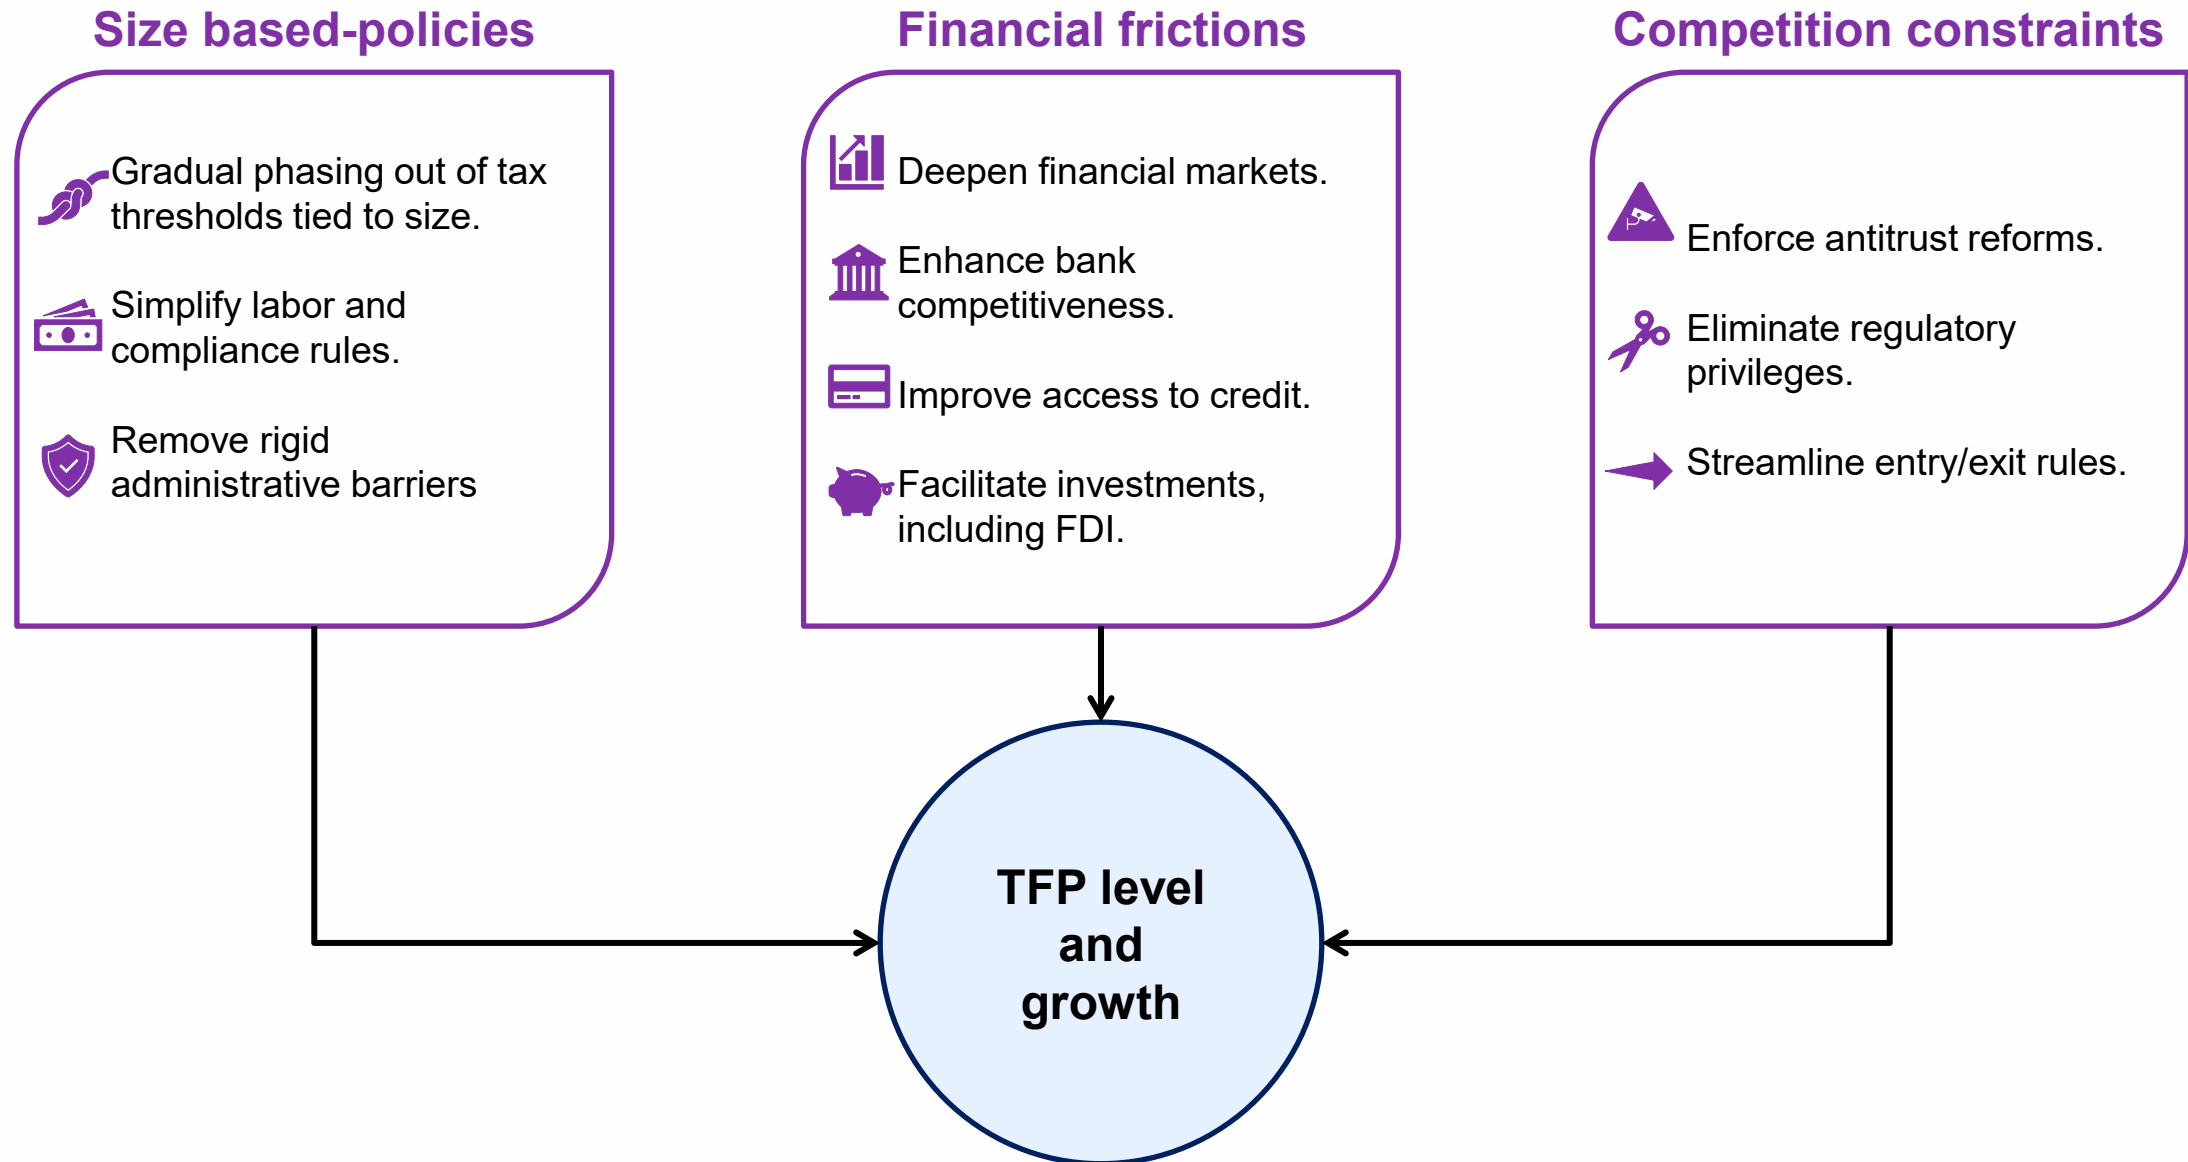 Size based-policies
Gradual phasing out of tax
thresholds tied to size.
Simplify labor and
compliance rules.
Remove rigid
administrative barriers
Financial frictions
Deepen financial markets.
Enhance bank
competitiveness.
Improve access to credit.
Facilitate investments,
including FDI.
Competition constraints
Enforce antitrust reforms.
Eliminate regulatory
privileges.
Streamline entry/exit rules.
TFP level
and
growth